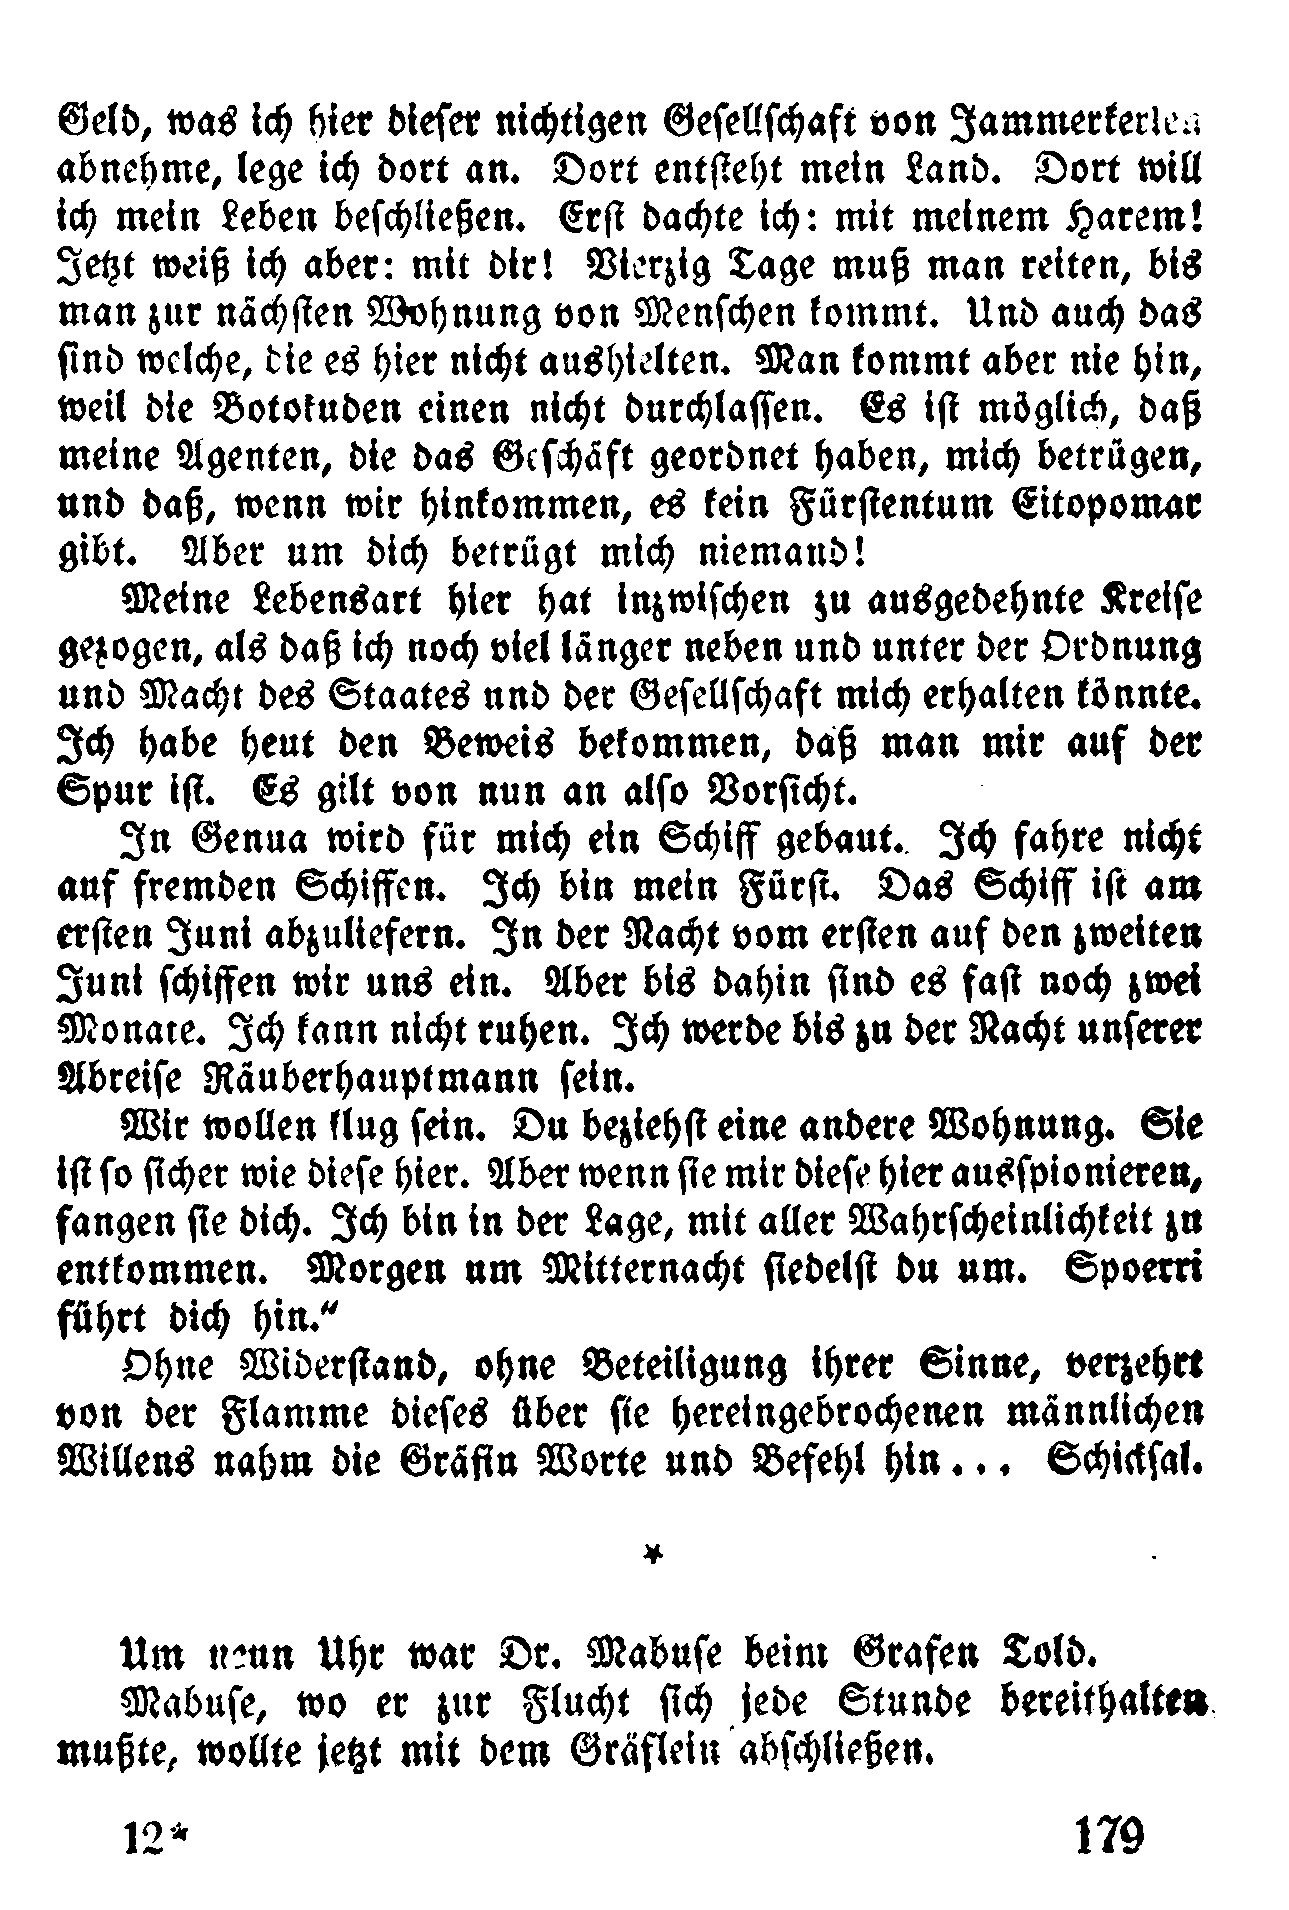 Geld, was ich hier dieser nichtigen Gesellschaft von Jammerkerlen
abnehme, lege ich dort an. Dort entsteht mein Land. Dort will
ich mein Leben beschließen. Erst dachte ich: mit meinem Harem!
Jetzt weiß ich aber: mit dir! Vierzig Tage muß man reiten, bis
man zur nächsten Wohnung von Menschen kommt. Und auch das
sind welche, die es hier nicht aushielten. Man kommt aber nie hin,
weil die Botokuden einen nicht durchlassen. Es ist möglich, daß
meine Agenten, die das Geschäft geordnet haben, mich betrügen,
und daß, wenn wir hinkommen, es kein Fürstentum Eitopomar
gibt. Aber um dich betrügt mich niemand!
Meine Lebensart hier hat inzwischen zu ausgedehnte Kreise
gezogen, als daß ich noch viel länger neben und unter der Ordnung
und Macht des Staates und der Gesellschaft mich erhalten könnte.
Ich habe heut den Beweis bekommen, daß man mir auf der
Spur ist. Es gilt von nun an also Vorsicht.
In Genua wird für mich ein Schiff gebaut. Ich fahre nicht
auf fremden Schiffen. Ich bin mein Fürst. Das Schiff ist am
ersten Juni abzuliefern. In der Nacht vom ersten auf den zweiten
Juni schiffen wir uns ein. Aber bis dahin sind es fast noch zwei
Monate. Ich kann nicht ruhen. Ich werde bis zu der Nacht unserer
Abreise Räuberhauptmann sein.
Wir wollen klug sein. Du beziehst eine andere Wohnung. Sie
ist so sicher wie diese hier. Aber wenn sie mir diese hier ausspionieren,
fangen sie dich. Ich bin in der Lage, mit aller Wahrscheinlichkeit zu
entkommen. Morgen um Mitternacht siedelst du um. Spoerri
führt dich hin.“
Ohne Widerstand, ohne Beteiligung ihrer Sinne, verzehrt
von der Flamme dieses über sie hereingebrochenen männlichen
Willens nahm die Gräfin Worte und Befehl hin... Schicksal.
*
Um neun Uhr war Dr. Mabuse beim Grafen Told.
Mabuse, wo er zur Flucht sich jede Stunde bereithalten
mußte, wollte jetzt mit dem Gräflein abschließen.
12*
179